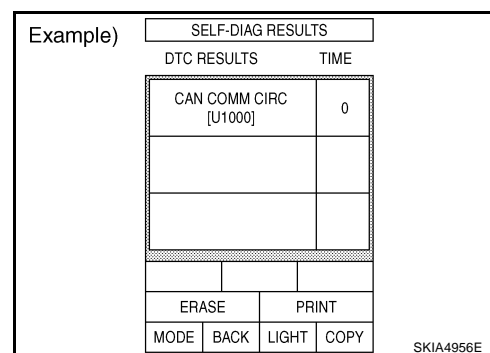 Example)
SELF-DIAG RESULTS
DTC RESULTS TIME
CAN COMM CIRC 0
[U1000]
ERASE PRINT
MODE BACK LIGHT COPY
SKIA4956E